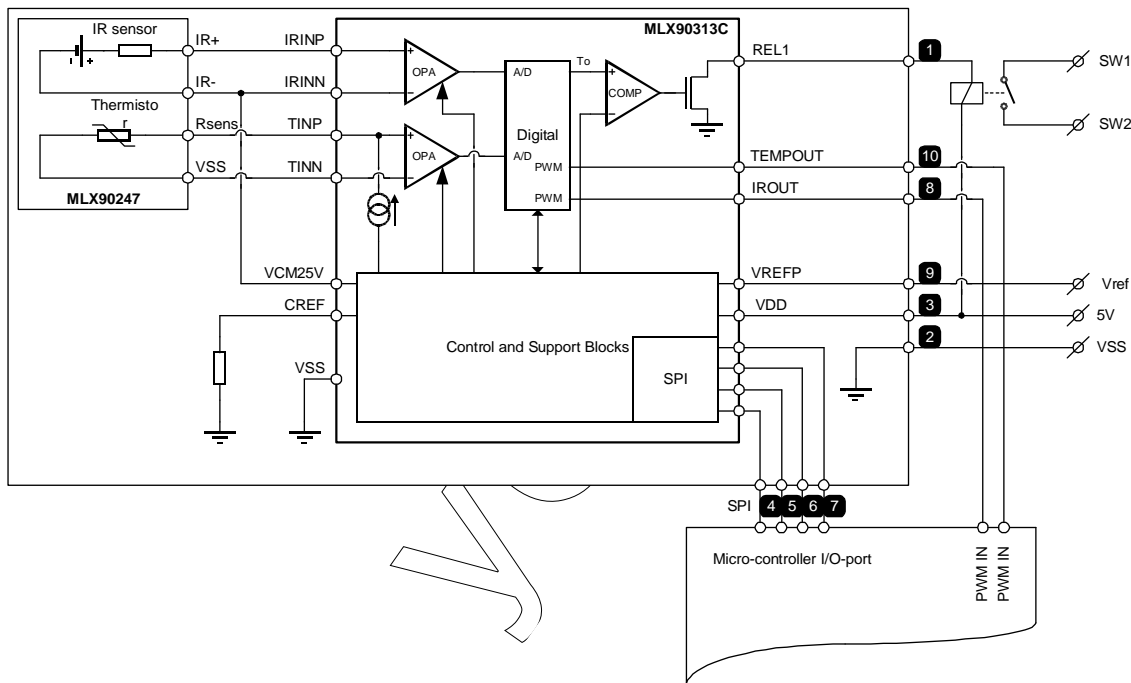 MLX90313C
IR sensor
IR+
IRINP
REL1
1
SW1
+
-
+
OPA
A/D
To
+
COMP
IR-
IRINN
Thermisto
r
Rsens
TINP
Digital
SW2
+
OPA
A/D
PWM
TEMPOUT
10
VSS
TINN
PWM
IROUT
8
MLX90247
VCM25V
VREFP
9
Vref
CREF
VDD
3
5V
Control and Support Blocks
2
VSS
VSS
SPI
SPI
4
5
6
7
Micro-controller I/O-port
PWM IN
PWM IN
y